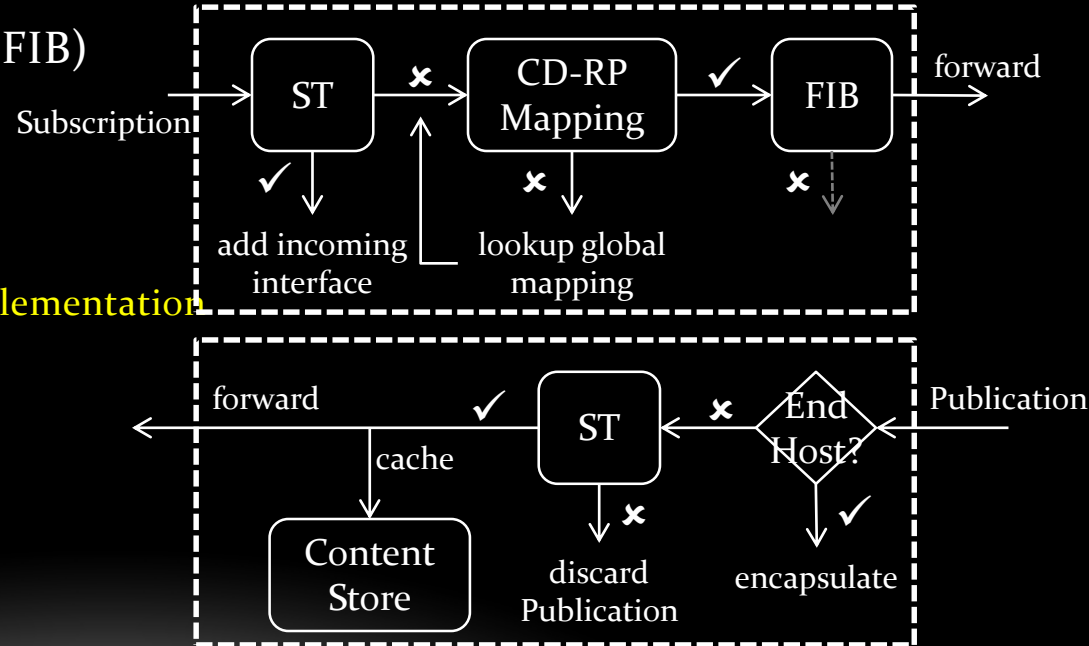 FIB)
Subscription
ST
✘
CD-RP
Mapping
✓
FIB
forward
✓
✘
✘
add incoming
interface
lookup global
mapping
lementation
forward
✓
ST
✘
End
Host?
Publication
cache
✘
✓
Content
Store
discard
Publication
encapsulate